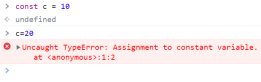 > const c = 10
< undefined
> c=20
Uncaught TypeError: Assignment to constant variable.
at <anonymous>:1:2
>